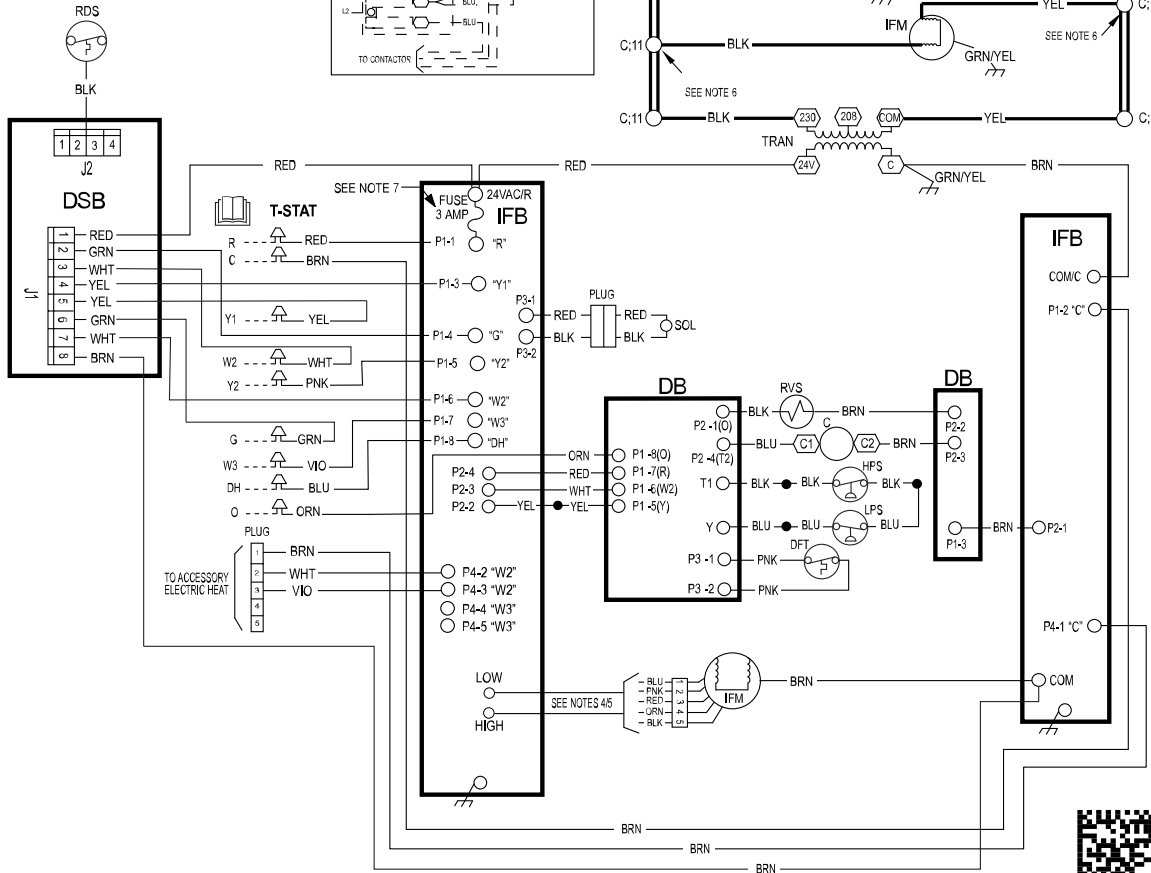 RDS
BLK
L2
BLU
BLU
TO CONTACTOR
C;11
BLK
IFM
YEL
C;
GRN/YEL
SEE NOTE 6
SEE NOTE 6
C;11
BLK
230
208
COM
YEL
C;
TRAN
24V
C
GRN/YEL
1 2 3 4
J2
DSB
J1
1 RED
2 GRN
3 WHT
4 YEL
5 YEL
6 GRN
7 WHT
8 BRN
RED
RED
BRN
SEE NOTE 7
FUSE
3 AMP
24VAC/R
IFB
T-STAT
R RED P1-1 "R"
C BRN
P1-3 "Y1"
Y1 YEL
P1-4 "G"
W2 WHT P1-5 "Y2"
Y2 PNK
P1-6 "W2"
P1-7 "W3"
G GRN P1-8 "DH"
W3 VIO
DH BLU
O ORN
P3-1
P3-2
RED
BLK
PLUG
RED
BLK
SOL
P2-4
P2-3
P2-2
ORN
RED
WHT
YEL
YEL
DB
P1 -8(O)
P1 -7(R)
P1 -6(W2)
P1 -5(Y)
P2 -1(O)
P2 -4(T2)
T1
Y
P3 -1
P3 -2
BLK
RVS
BRN
BLU
C1
C
C2
BRN
BLK
BLK
HPS
BLK
BLU
BLU
LPS
BLU
PNK
DFT
PNK
DB
P2-2
P2-3
P1-3
BRN
IFB
COM/C
P1-2 "C"
P2-1
P4-1 "C"
COM
PLUG
TO ACCESSORY
ELECTRIC HEAT
1 BRN
2 WHT
3 VIO
4
5
P4-2 "W2"
P4-3 "W2"
P4-4 "W3"
P4-5 "W3"
LOW
HIGH
SEE NOTES 4/5
BLU 1
PNK 2
RED 3
ORN 4
BLK 5
IFM
BRN
BRN
BRN
BRN